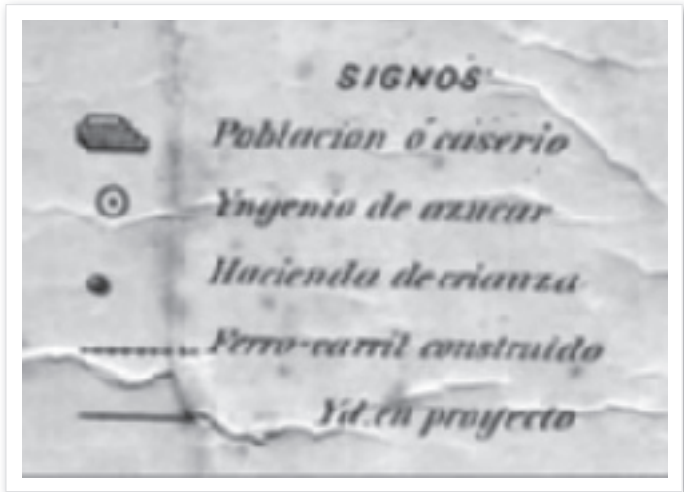 SIGNOS
Poblacion ó caserio
Yngenio de azucar
Hacienda de crianza
Ferro-carril construido
Yd. en proyecto